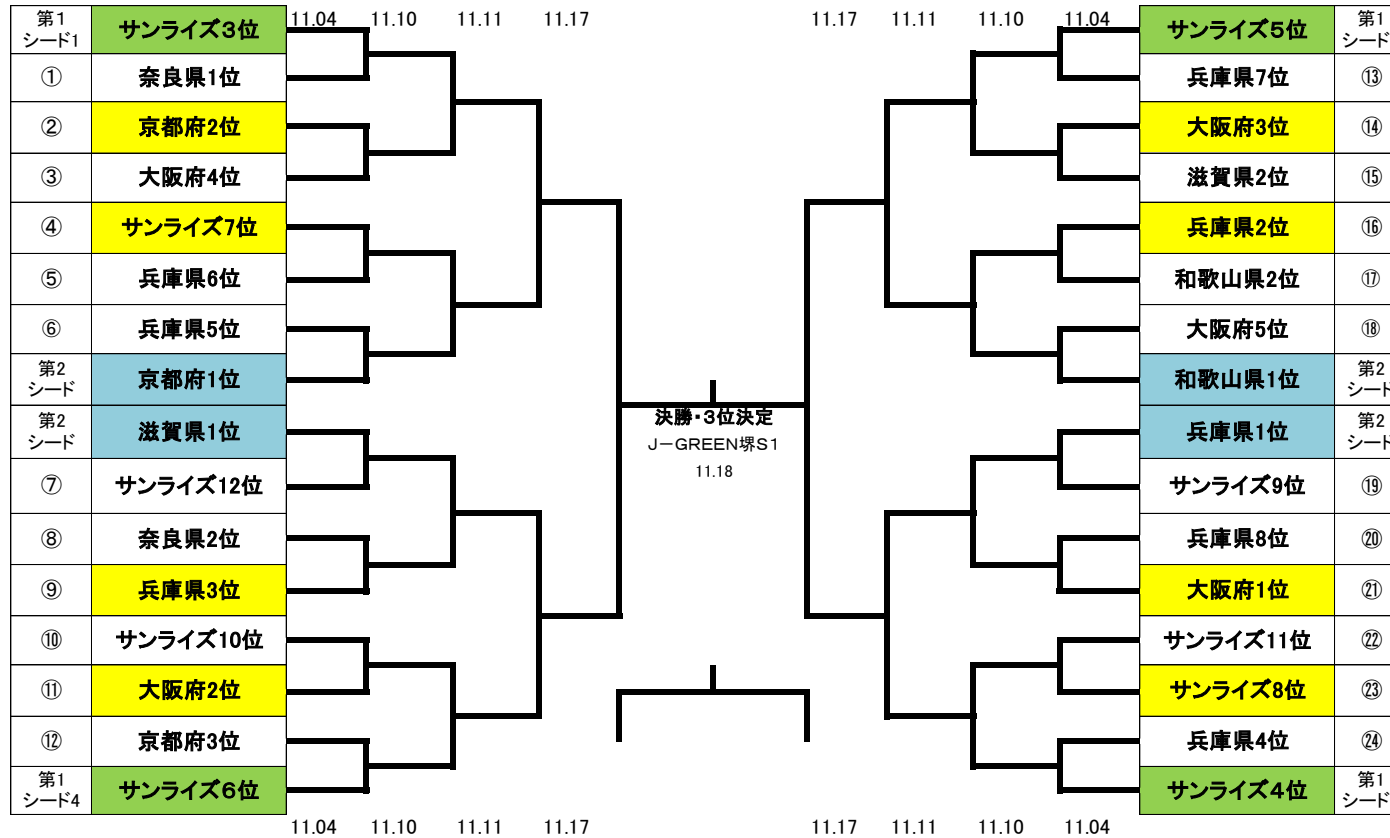 11.04 11.10 11.11 11.17 11.17 11.11 11.10 11.04
第1
シード1 サンライズ3位
① 奈良県1位
② 京都府2位
③ 大阪府4位
④ サンライズ7位
⑤ 兵庫県6位
⑥ 兵庫県5位
第2
シード 京都府1位
第2
シード 滋賀県1位
⑦ サンライズ12位
⑧ 奈良県2位
⑨ 兵庫県3位
⑩ サンライズ10位
⑪ 大阪府2位
⑫ 京都府3位
第1
シード4 サンライズ6位
決勝・3位決定
J-GREEN堺S1
11.18
サンライズ5位 第1
シード
兵庫県7位 ⑬
大阪府3位 ⑭
滋賀県2位 ⑮
兵庫県2位 ⑯
和歌山県2位 ⑰
大阪府5位 ⑱
和歌山県1位 第2
シード
兵庫県1位 第2
シード
サンライズ9位 ⑲
兵庫県8位 ⑳
大阪府1位 ㉑
サンライズ11位 ㉒
サンライズ8位 ㉓
兵庫県4位 ㉔
サンライズ4位 第1
シード
11.04 11.10 11.11 11.17 11.17 11.11 11.10 11.04